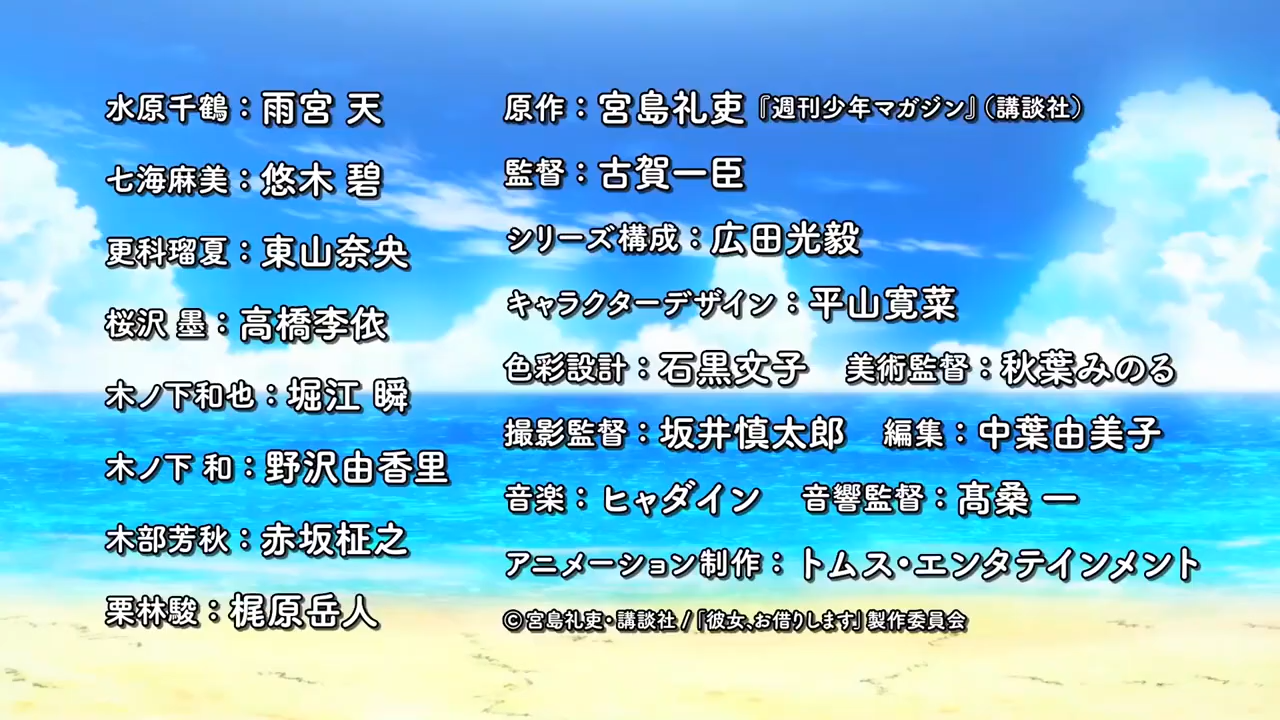 水原千鶴：雨宮 天
七海麻美：悠木 碧
更科瑠夏：東山奈央
桜沢 墨：高橋李依
木ノ下和也：堀江 瞬
木ノ下 和：野沢由香里
木部芳秋：赤坂柾之
栗林駿：梶原岳人
原作：宮島礼吏『週刊少年マガジン』（講談社）
監督：古賀一臣
シリーズ構成：広田光毅
キャラクターデザイン：平山寛菜
色彩設計：石黒文子　美術監督：秋葉みのる
撮影監督：坂井慎太郎　編集：中葉由美子
音楽：ヒャダイン　音響監督：髙桑 一
アニメーション制作：トムス・エンタテインメント
©宮島礼吏・講談社／「彼女、お借りします」製作委員会